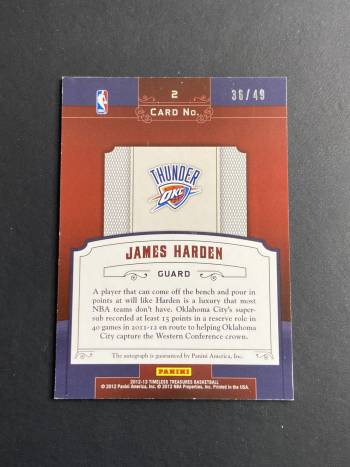 2
36/49
CARD NO.
THUNDER
OKC
JAMES HARDEN
GUARD
A player that can come off the bench and pour in
points at will like Harden is a luxury that most
NBA teams don't have. Oklahoma City's super-
sub recorded at least 15 points in a reserve role in
40 games in 2011-12 en route to helping Oklahoma
City capture the Western Conference crown.
The autograph is guaranteed by Panini America, Inc.
PANINI
2012-13 TIMELESS TREASURES BASKETBALL
© 2012 Panini America, Inc. © 2012 NBA Properties, Inc. Printed in the USA.